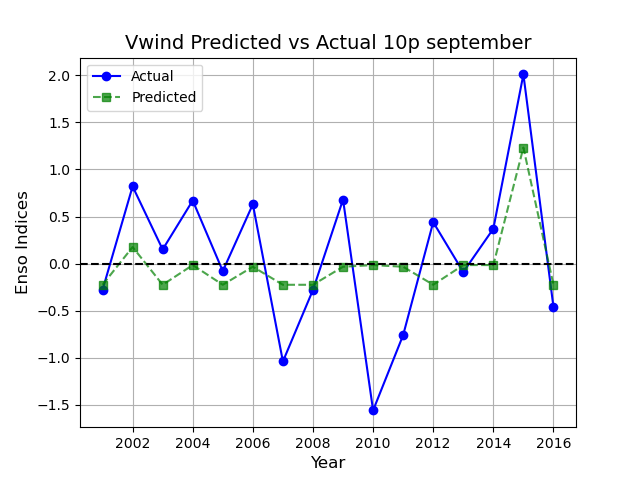 Vwind Predicted vs Actual 10p september
Actual
Predicted
Enso Indices
2.0
1.5
1.0
0.5
0.0
−0.5
−1.0
−1.5
2002 2004 2006 2008 2010 2012 2014 2016
Year